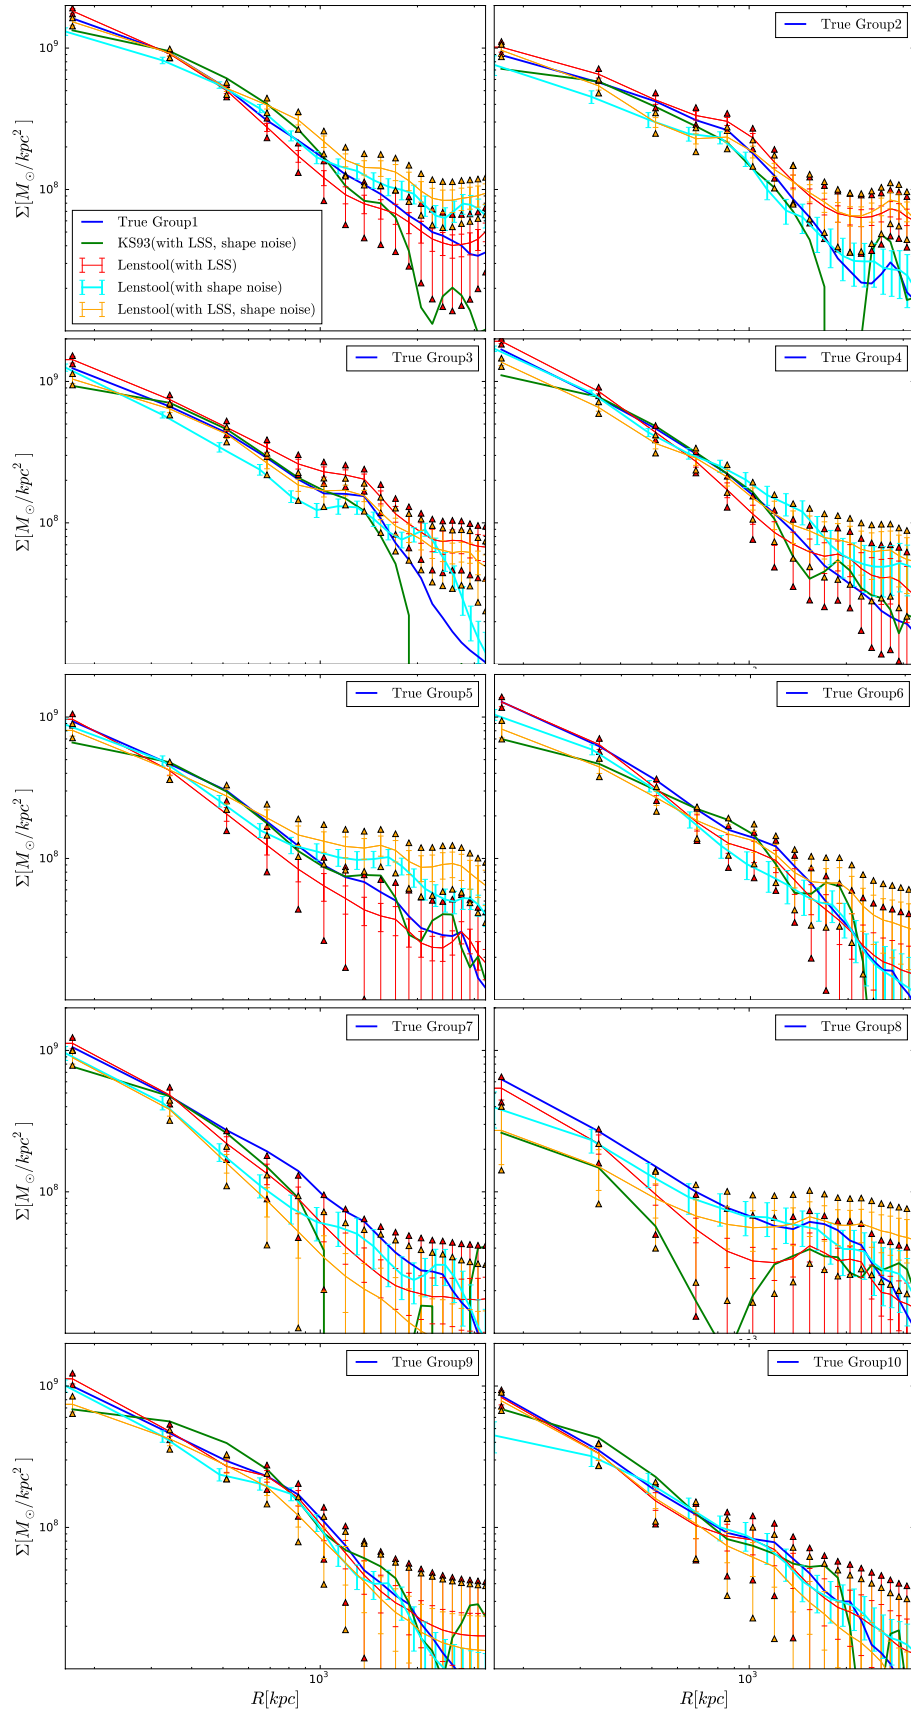 10⁹
10⁸
Σ[M⊙/kpc²]
True Group1
KS93(with LSS, shape noise)
Lenstool(with LSS)
Lenstool(with shape noise)
Lenstool(with LSS, shape noise)
True Group2
10⁹
10⁸
Σ[M⊙/kpc²]
True Group3
True Group4
10⁹
10⁸
Σ[M⊙/kpc²]
True Group5
True Group6
10⁹
10⁸
Σ[M⊙/kpc²]
True Group7
True Group8
10⁹
10⁸
Σ[M⊙/kpc²]
True Group9
True Group10
10³
10³
R[kpc]
R[kpc]